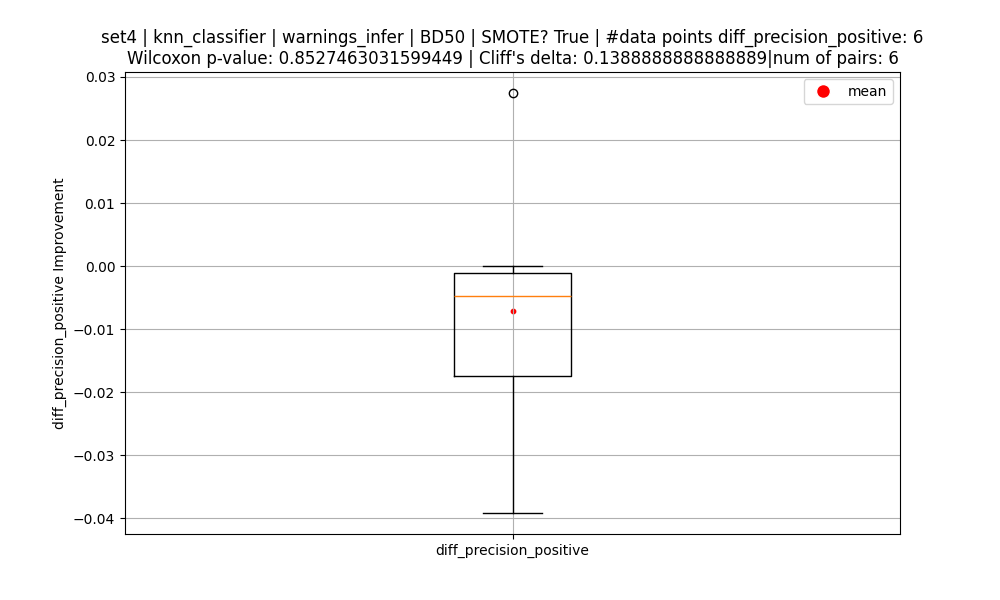 set4 | knn_classifier | warnings_infer | BD50 | SMOTE? True | #data points diff_precision_positive: 6
Wilcoxon p-value: 0.8527463031599449 | Cliff's delta: 0.1388888888888889|num of pairs: 6
mean
0.03
0.02
0.01
0.00
−0.01
−0.02
−0.03
−0.04
diff_precision_positive Improvement
diff_precision_positive